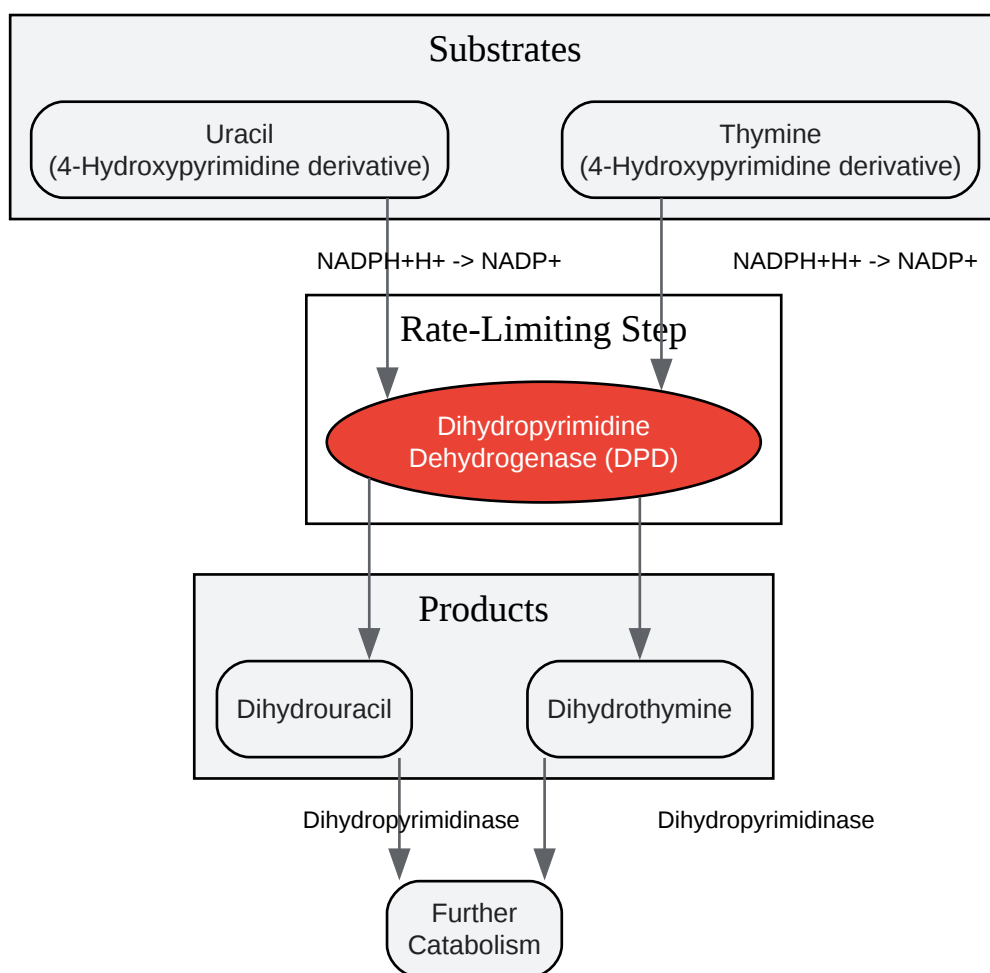 Substrates
Uracil
(4-Hydroxypyrimidine derivative)
Thymine
(4-Hydroxypyrimidine derivative)
NADPH+H+ -> NADP+
NADPH+H+ -> NADP+
Rate-Limiting Step
Dihydropyrimidine
Dehydrogenase (DPD)
Products
Dihydrouracil
Dihydrothymine
Dihydropyrimidinase
Dihydropyrimidinase
Further
Catabolism